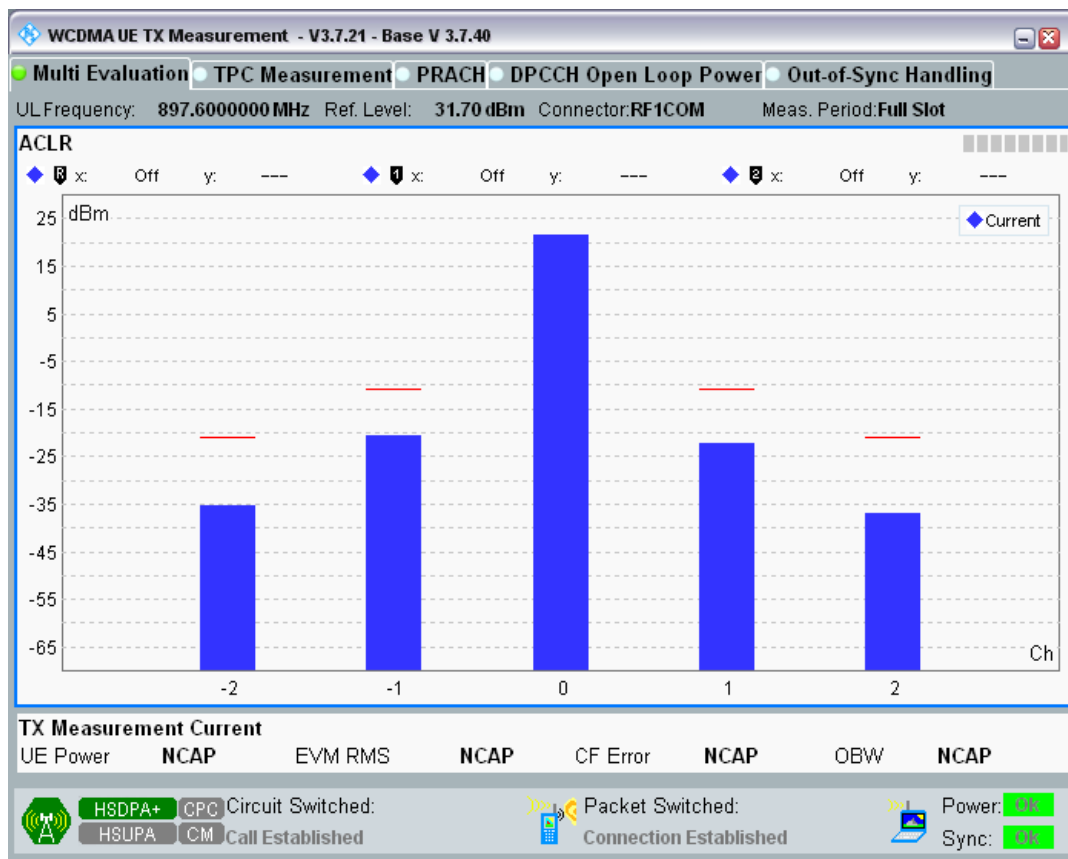 WCDMA UE TX Measurement - V3.7.21 - Base V 3.7.40
Multi Evaluation TPC Measurement PRACH DPCCH Open Loop Power Out-of-Sync Handling
UL Frequency: 897.6000000 MHz Ref. Level: 31.70 dBm Connector:RF1COM Meas. Period:Full Slot
ACLR
R x: Off y: --- 1 x: Off y: --- 2 x: Off y: ---
25 dBm
Current
15
5
-5
-15
-25
-35
-45
-55
-65
Ch
-2 -1 0 1 2
TX Measurement Current
UE Power NCAP EVM RMS NCAP CF Error NCAP OBW NCAP
HSDPA+ CPC Circuit Switched: Packet Switched: Power: OK
HSUPA CM Call Established Connection Established Sync: OK